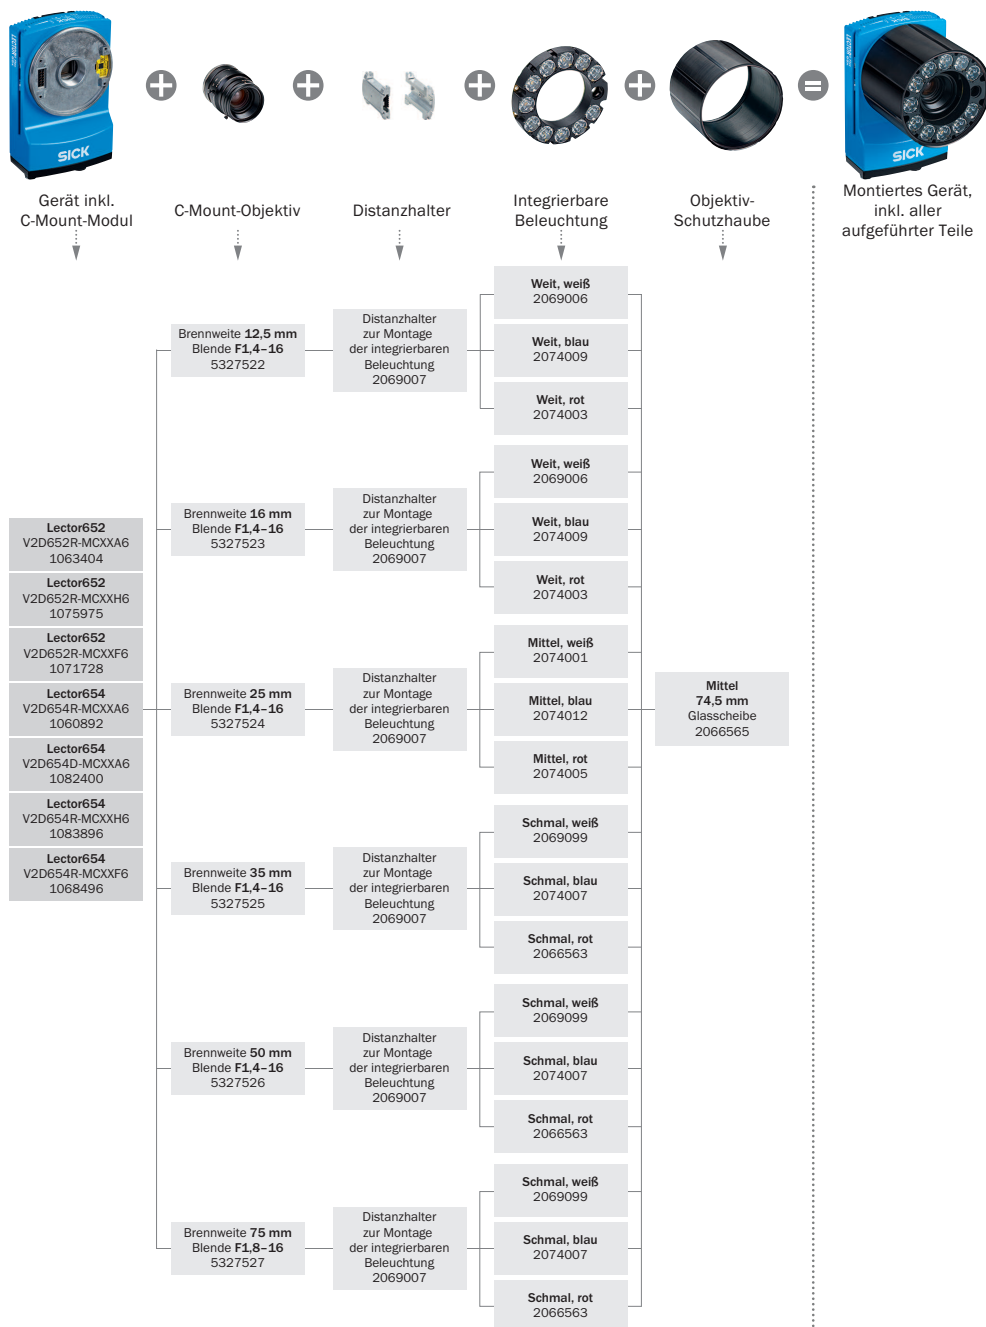 SICK
SICK
Gerät inkl.
C-Mount-Modul
C-Mount-Objektiv
Distanzhalter
Integrierbare
Beleuchtung
Objektiv-
Schutzhaube
Montiertes Gerät,
inkl. aller
aufgeführter Teile
Lector652
V2D652R-MCXXA6
1063404
Lector652
V2D652R-MCXXH6
1075975
Lector652
V2D652R-MCXXF6
1071728
Lector654
V2D654R-MCXXA6
1060892
Lector654
V2D654D-MCXXA6
1082400
Lector654
V2D654R-MCXXH6
1083896
Lector654
V2D654R-MCXXF6
1068496
Brennweite 12,5 mm
Blende F1,4–16
5327522
Distanzhalter
zur Montage
der integrierbaren
Beleuchtung
2069007
Weit, weiß
2069006
Weit, blau
2074009
Weit, rot
2074003
Brennweite 16 mm
Blende F1,4–16
5327523
Distanzhalter
zur Montage
der integrierbaren
Beleuchtung
2069007
Weit, weiß
2069006
Weit, blau
2074009
Weit, rot
2074003
Brennweite 25 mm
Blende F1,4–16
5327524
Distanzhalter
zur Montage
der integrierbaren
Beleuchtung
2069007
Mittel, weiß
2074001
Mittel, blau
2074012
Mittel, rot
2074005
Brennweite 35 mm
Blende F1,4–16
5327525
Distanzhalter
zur Montage
der integrierbaren
Beleuchtung
2069007
Schmal, weiß
2069099
Schmal, blau
2074007
Schmal, rot
2066563
Brennweite 50 mm
Blende F1,4–16
5327526
Distanzhalter
zur Montage
der integrierbaren
Beleuchtung
2069007
Schmal, weiß
2069099
Schmal, blau
2074007
Schmal, rot
2066563
Brennweite 75 mm
Blende F1,8–16
5327527
Distanzhalter
zur Montage
der integrierbaren
Beleuchtung
2069007
Schmal, weiß
2069099
Schmal, blau
2074007
Schmal, rot
2066563
Mittel
74,5 mm
Glasscheibe
2066565